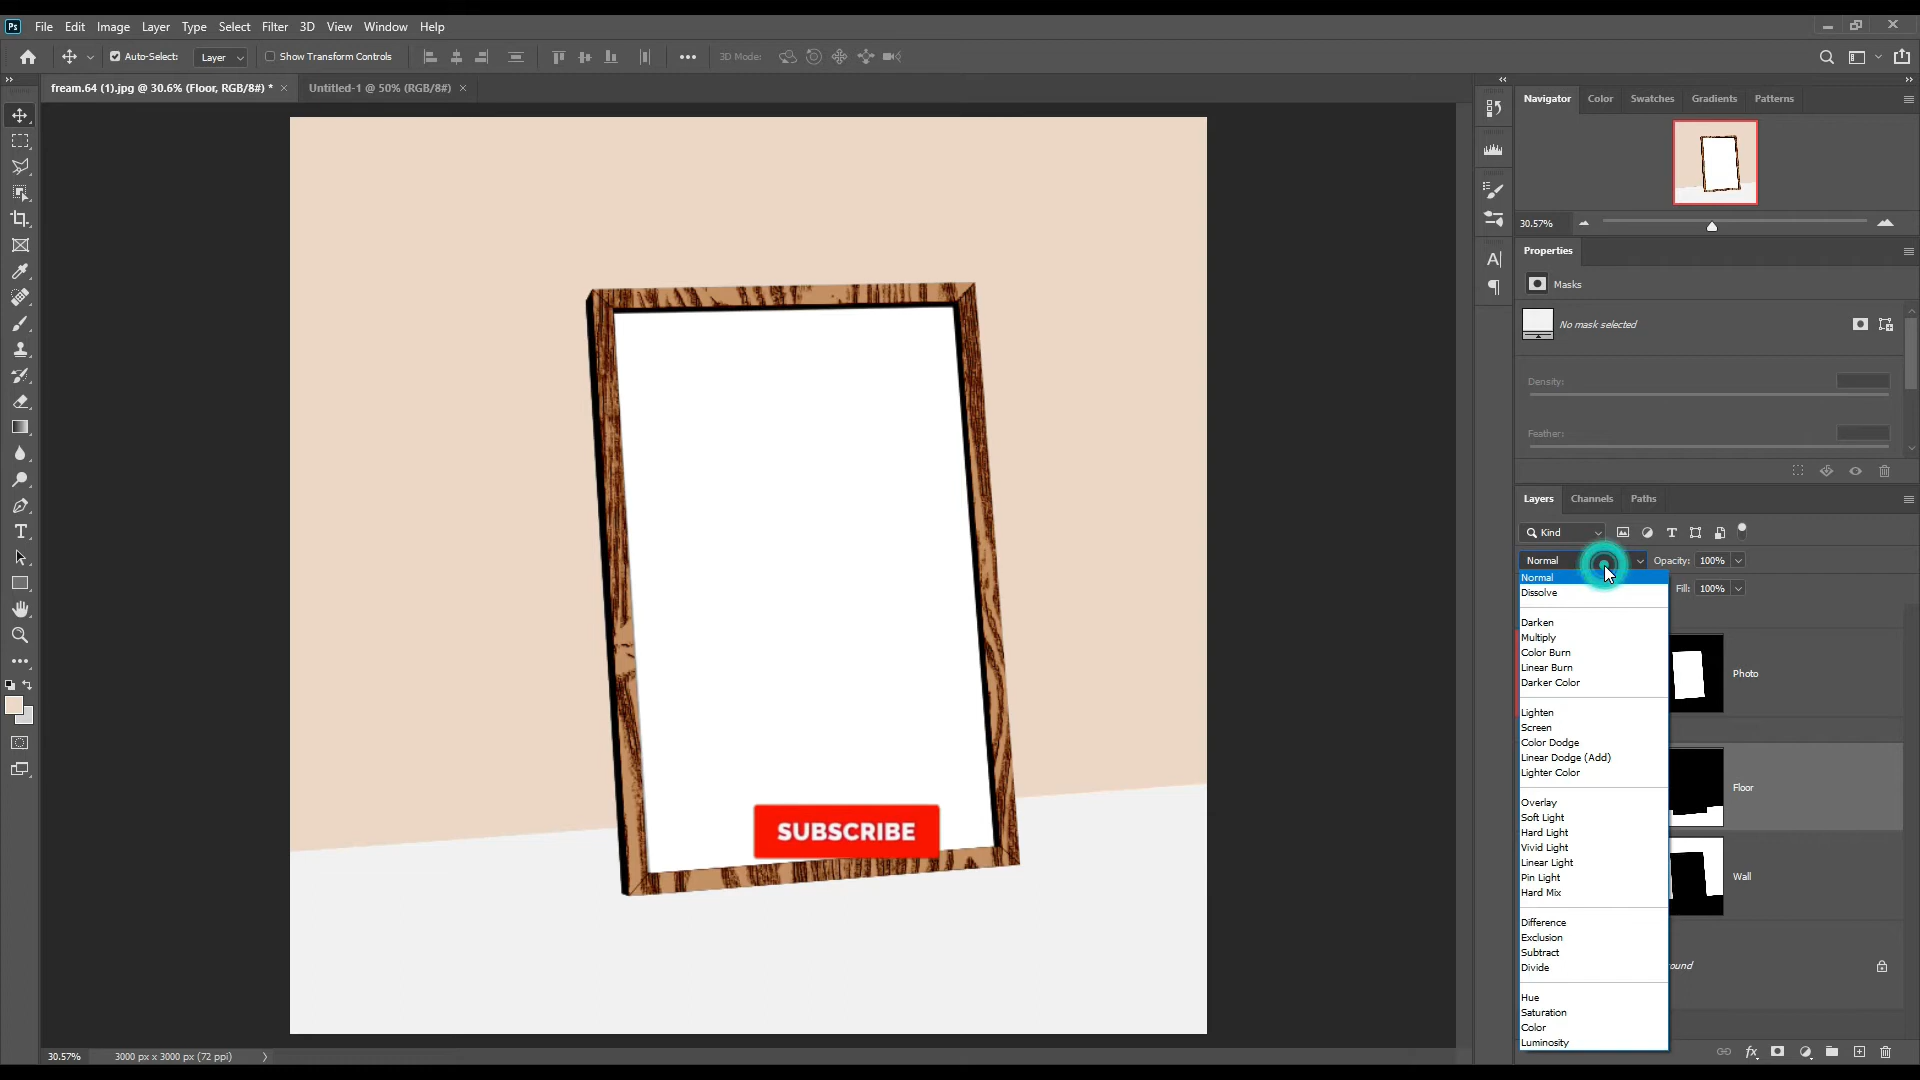 Ps File Edit Image Layer Type Select Filter 3D View Window Help
Auto-Select: Layer Show Transform Controls 3D Mode:
fream.64 (1).jpg @ 30.6% (Floor, RGB/8#) * × Untitled-1 @ 50% (RGB/8#) ×
Navigator Color Swatches Gradients Patterns
30.57%
Properties
Masks
No mask selected
Density:
Feather:
Layers Channels Paths
Kind
Normal Opacity: 100%
Normal
Fill: 100%
Dissolve
Darken
Multiply
Color Burn
Linear Burn
Darker Color
Photo
Lighten
Screen
Color Dodge
Linear Dodge (Add)
Lighter Color
Floor
Overlay
Soft Light
Hard Light
Vivid Light
Linear Light
Pin Light
Hard Mix
Wall
Difference
Exclusion
Subtract
Divide
ound
Hue
Saturation
Color
Luminosity
SUBSCRIBE
30.57% 3000 px x 3000 px (72 ppi)
fx